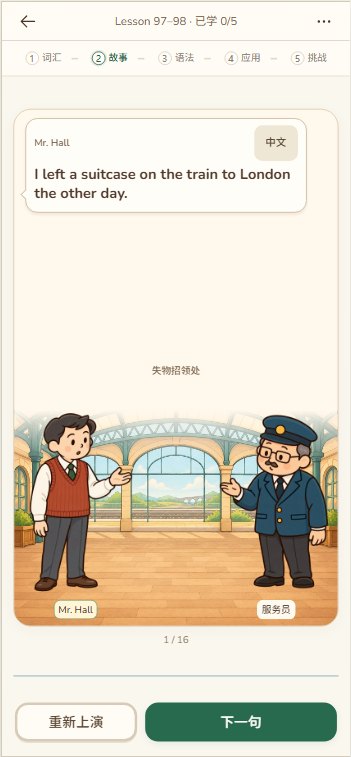 Lesson 97–98 · 已学 0/5
1 词汇 – 2 故事 – 3 语法 – 4 应用 – 5 挑战
Mr. Hall
中文
I left a suitcase on the train to London
the other day.
失物招领处
Mr. Hall
服务员
1 / 16
重新上演
下一句